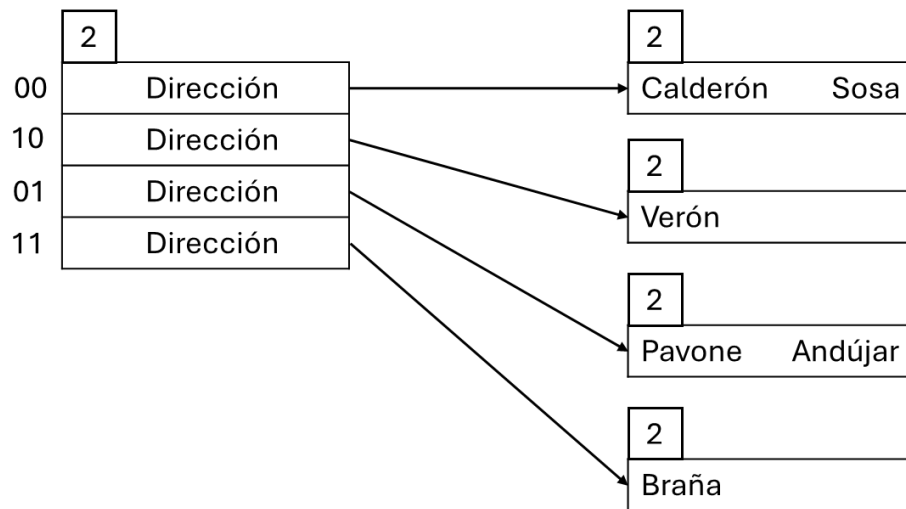 2
00 Dirección
10 Dirección
01 Dirección
11 Dirección
2
Calderón Sosa
2
Verón
2
Pavone Andújar
2
Braña